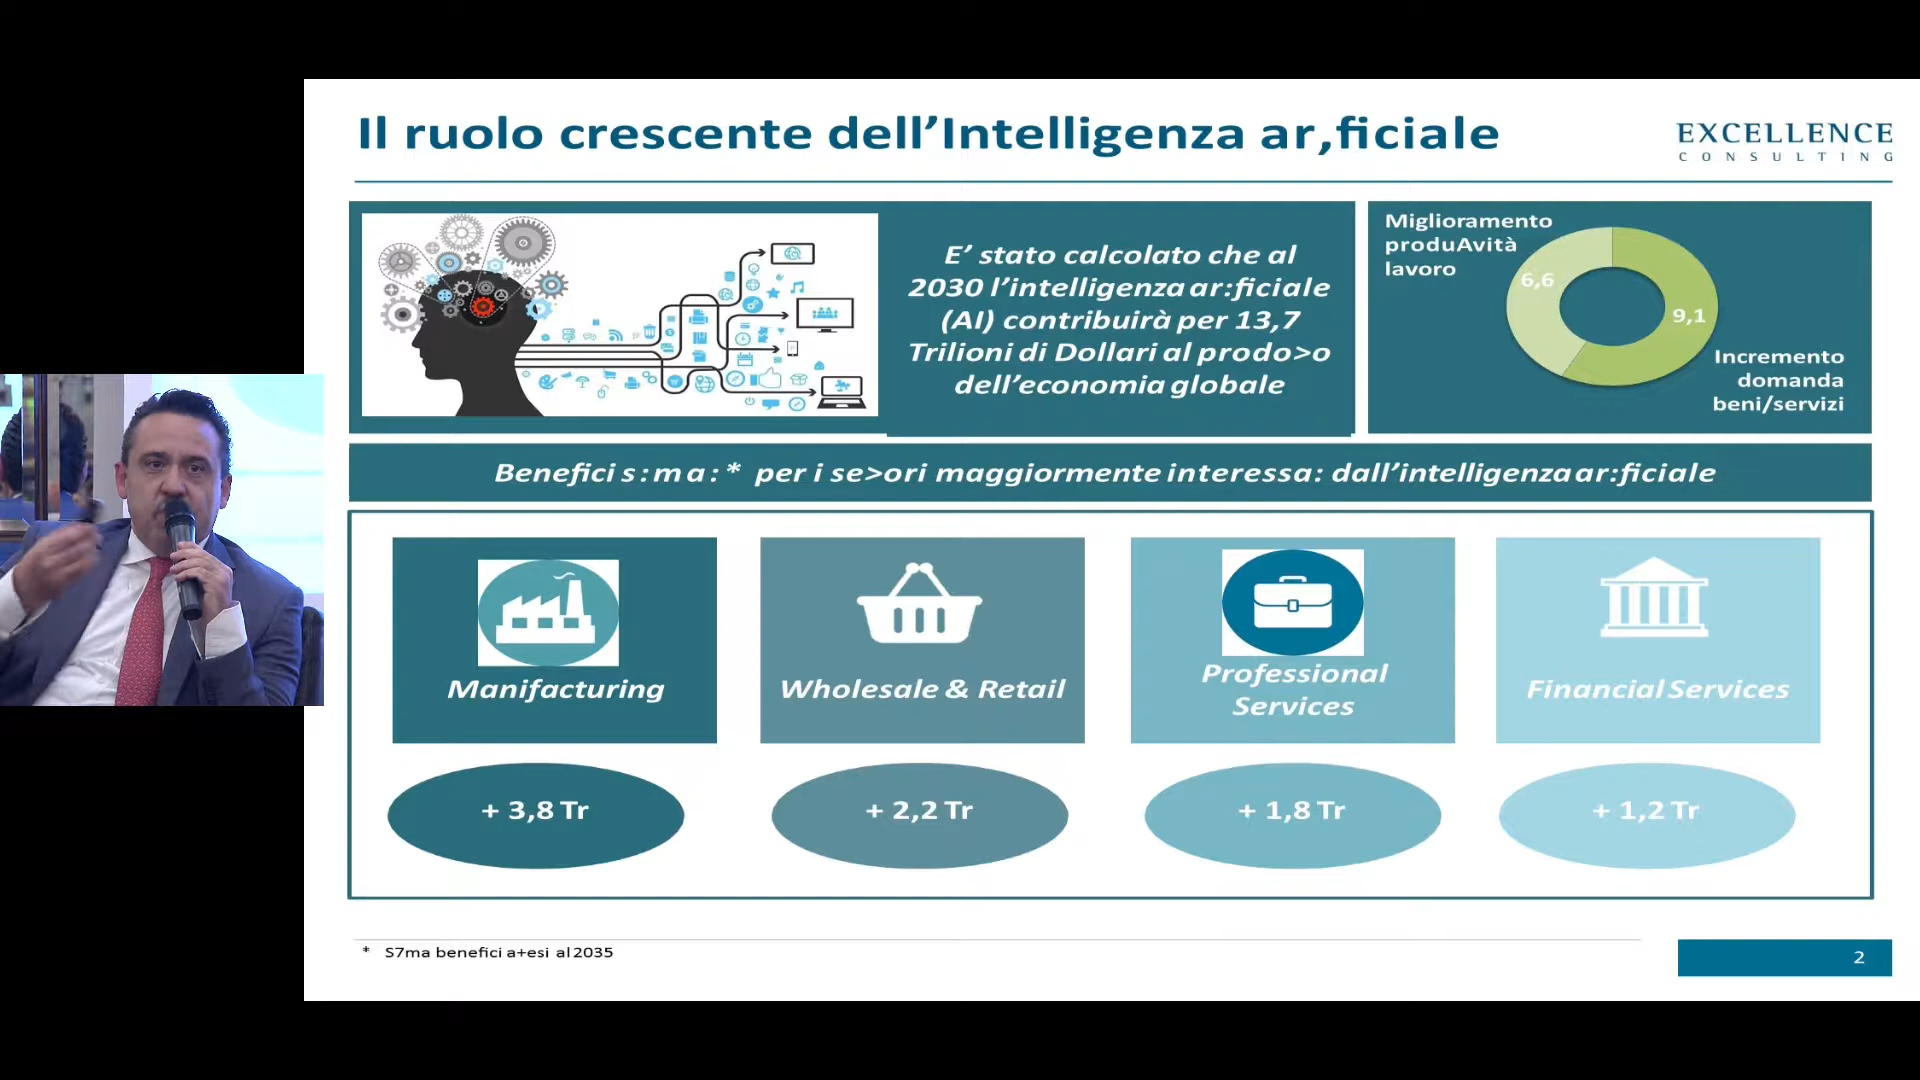 Il ruolo crescente dell’Intelligenza ar,ficiale
EXCELLENCE
CONSULTING
E’ stato calcolato che al
2030 l’intelligenza ar:ficiale
(AI) contribuirà per 13,7
Trilioni di Dollari al prodo>o
dell’economia globale
Miglioramento
produAvità
lavoro
6,6
9,1
Incremento
domanda
beni/servizi
Benefici s:ma:* per i se>ori maggiormente interessa: dall’intelligenza ar:ficiale
Manifacturing
Wholesale & Retail
Professional
Services
Financial Services
+ 3,8 Tr
+ 2,2 Tr
+ 1,8 Tr
+ 1,2 Tr
* S7ma benefici a+esi al 2035
2